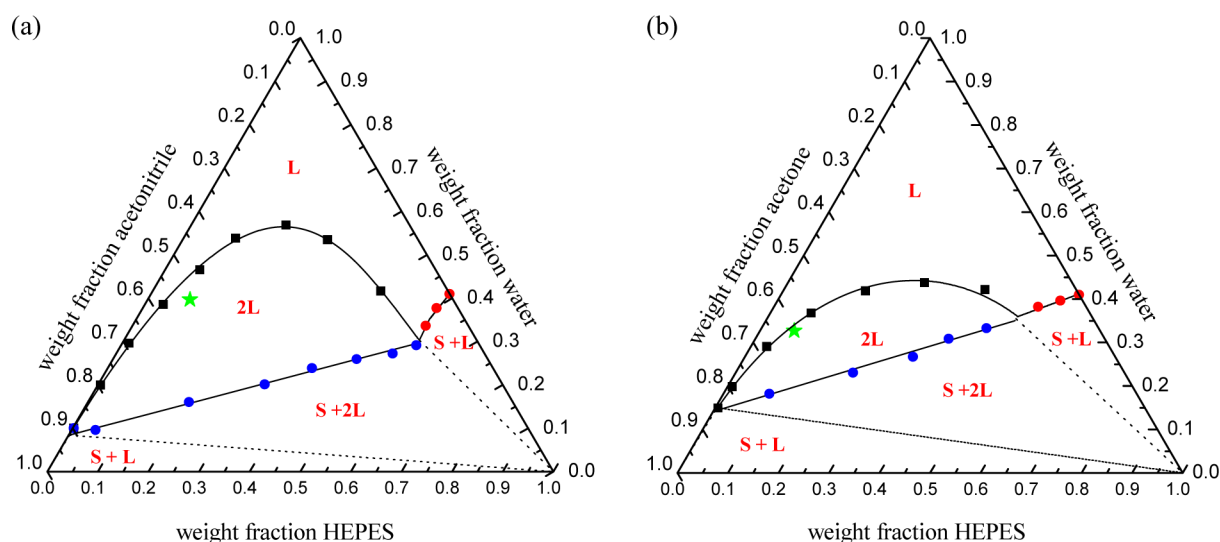 (a)
0.0
1.0
0.1
0.9
0.2
0.8
0.3
0.7
0.4
0.6
0.5
0.5
0.6
0.4
0.7
0.3
0.8
0.2
0.9
0.1
1.0
0.0
weight fraction acetonitrile
weight fraction water
L
2L
S +L
S +2L
S + L
0.0 0.1 0.2 0.3 0.4 0.5 0.6 0.7 0.8 0.9 1.0
weight fraction HEPES
(b)
0.0
1.0
0.1
0.9
0.2
0.8
0.3
0.7
0.4
0.6
0.5
0.5
0.6
0.4
0.7
0.3
0.8
0.2
0.9
0.1
1.0
0.0
weight fraction acetone
weight fraction water
L
2L
S +L
S +2L
S + L
0.0 0.1 0.2 0.3 0.4 0.5 0.6 0.7 0.8 0.9 1.0
weight fraction HEPES